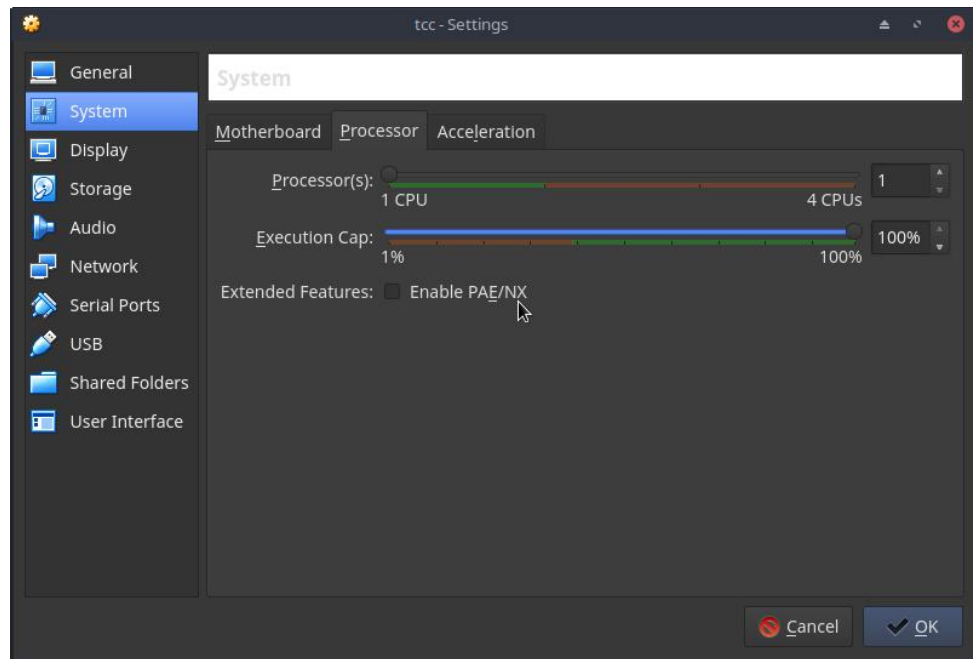 tcc - Settings
General
System
Display
Storage
Audio
Network
Serial Ports
USB
Shared Folders
User Interface
System
Motherboard Processor Acceleration
Processor(s): 1
1 CPU 4 CPUs
Execution Cap: 100%
1% 100%
Extended Features: Enable PAE/NX
Cancel OK